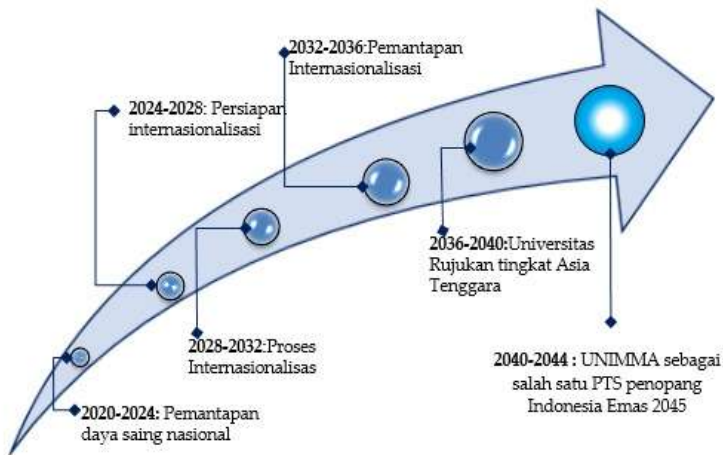 2032-2036:Pemantapan
Internasionalisasi
2024-2028: Persiapan
internasionalisasi
2036-2040:Universitas
Rujukan tingkat Asia
Tenggara
2028-2032:Proses
Internasionalisas
2040-2044 : UNIMMA sebagai
salah satu PTS penopang
Indonesia Emas 2045
2020-2024: Pemantapan
daya saing nasional